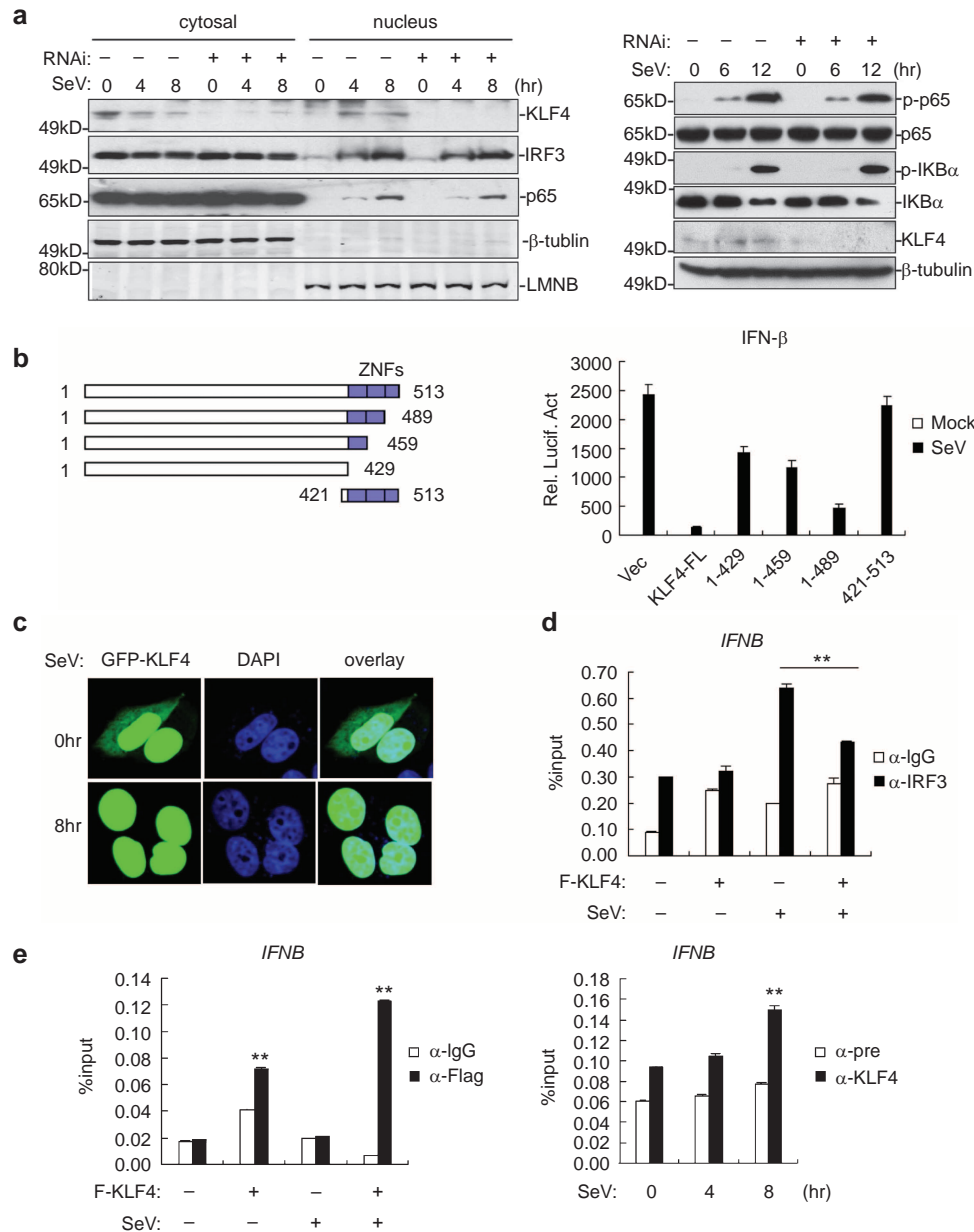 a
cytosal nucleus
RNAi: – – – + + + – – – + + +
SeV: 0 4 8 0 4 8 0 4 8 0 4 8 (hr)
-KLF4
49kD-
-IRF3
49kD-
65kD- -p65
-β-tublin
49kD-
80kD-
-LMNB
RNAi: – – – + + +
SeV: 0 6 12 0 6 12 (hr)
65kD- -p-p65
65kD- -p65
49kD- -p-IKBα
49kD-
-IKBα
49kD- KLF4
49kD- β-tubulin
b
ZNFs
1 513
1 489
1 459
1 429
421 513
IFN-β
Rel. Lucif. Act
3000
2500
2000
1500
1000
500
0
Mock
SeV
Vec KLF4-FL 1-429 1-459 1-489 421-513
c
SeV: GFP-KLF4 DAPI overlay
0hr
8hr
d
IFNB
%input
0.70
0.60
0.50
0.40
0.30
0.20
0.10
0.00
**
α-IgG
α-IRF3
F-KLF4: – + – +
SeV: – – + +
e
IFNB
%input
0.14
0.12
0.10
0.08
0.06
0.04
0.02
0.00
** **
α-IgG
α-Flag
F-KLF4: – + – +
SeV: – – + +
IFNB
%input
0.18
0.16
0.14
0.12
0.10
0.08
0.06
0.04
0.02
0.00
**
α-pre
α-KLF4
SeV: 0 4 8 (hr)